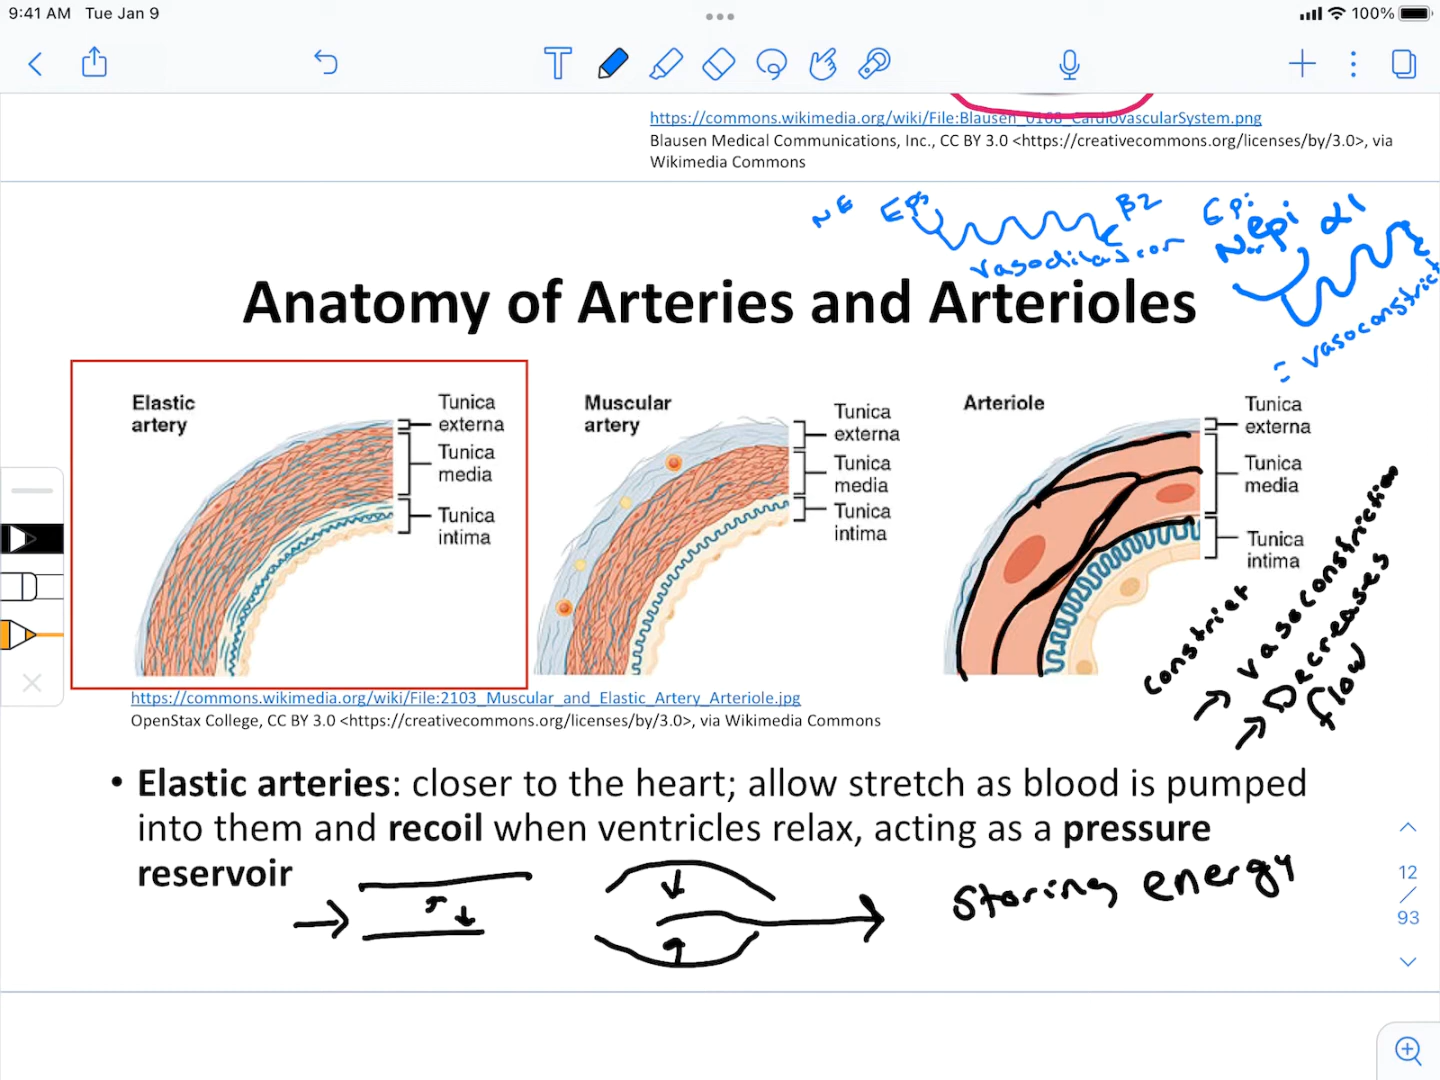 9:41 AM Tue Jan 9
100%
https://commons.wikimedia.org/wiki/File:Blausen_0168_CardiovascularSystem.png
Blausen Medical Communications, Inc., CC BY 3.0 <https://creativecommons.org/licenses/by/3.0>, via
Wikimedia Commons
NE Epi β2
vasodilation
Epi
Nor epi α1
= vasoconstrict
Anatomy of Arteries and Arterioles
Elastic
artery
Tunica
externa
Tunica
media
Tunica
intima
Muscular
artery
Tunica
externa
Tunica
media
Tunica
intima
Arteriole
Tunica
externa
Tunica
media
Tunica
intima
constrict
→ vasoconstriction
→ Decreases
flow
https://commons.wikimedia.org/wiki/File:2103_Muscular_and_Elastic_Artery_Arteriole.jpg
OpenStax College, CC BY 3.0 <https://creativecommons.org/licenses/by/3.0>, via Wikimedia Commons
• Elastic arteries: closer to the heart; allow stretch as blood is pumped
into them and recoil when ventricles relax, acting as a pressure
reservoir
storing energy
12
/
93